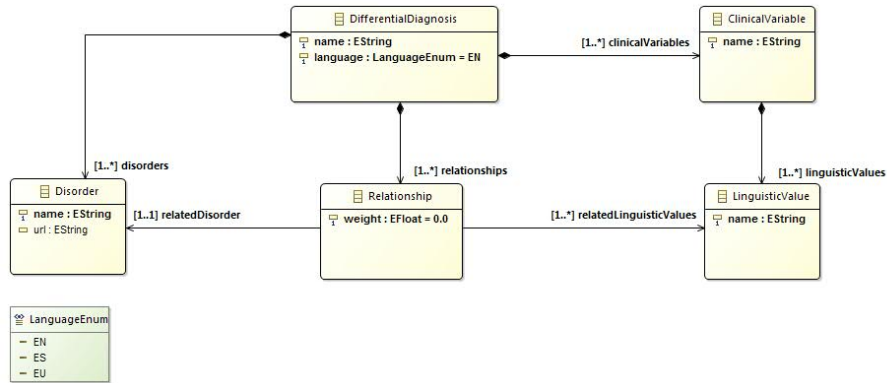 DifferentialDiagnosis
name : EString
language : LanguageEnum = EN
ClinicalVariable
name : EString
[1..*] clinicalVariables
[1..*] disorders
[1..*] relationships
[1..*] linguisticValues
Disorder
name : EString
url : EString
[1..1] relatedDisorder
Relationship
weight : EFloat = 0.0
[1..*] relatedLinguisticValues
LinguisticValue
name : EString
LanguageEnum
EN
ES
EU